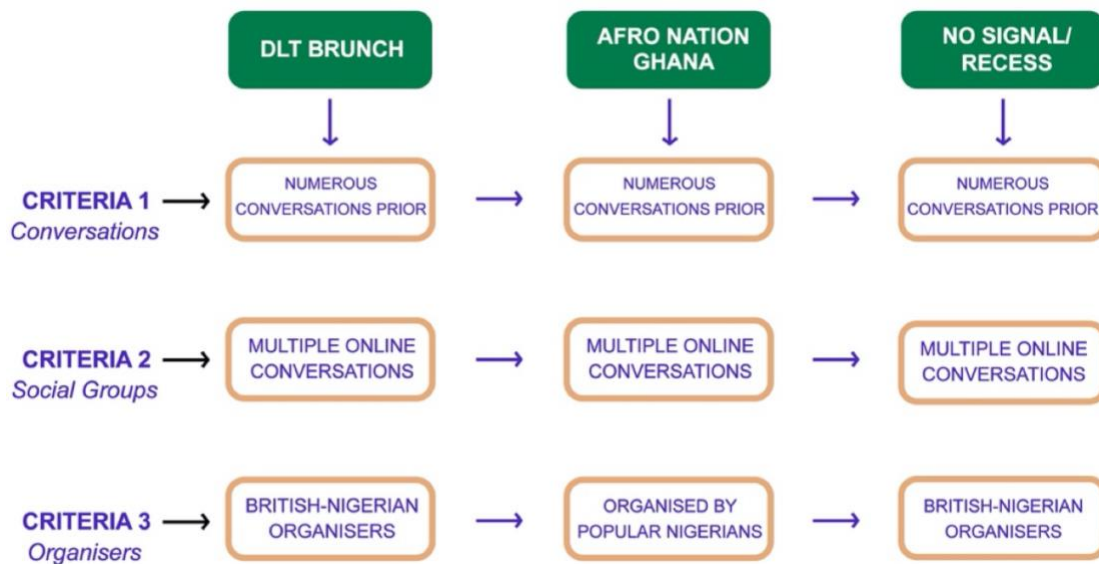 DLT BRUNCH
AFRO NATION
GHANA
NO SIGNAL/
RECESS
CRITERIA 1
Conversations
NUMEROUS
CONVERSATIONS PRIOR
NUMEROUS
CONVERSATIONS PRIOR
NUMEROUS
CONVERSATIONS PRIOR
CRITERIA 2
Social Groups
MULTIPLE ONLINE
CONVERSATIONS
MULTIPLE ONLINE
CONVERSATIONS
MULTIPLE ONLINE
CONVERSATIONS
CRITERIA 3
Organisers
BRITISH-NIGERIAN
ORGANISERS
ORGANISED BY
POPULAR NIGERIANS
BRITISH-NIGERIAN
ORGANISERS